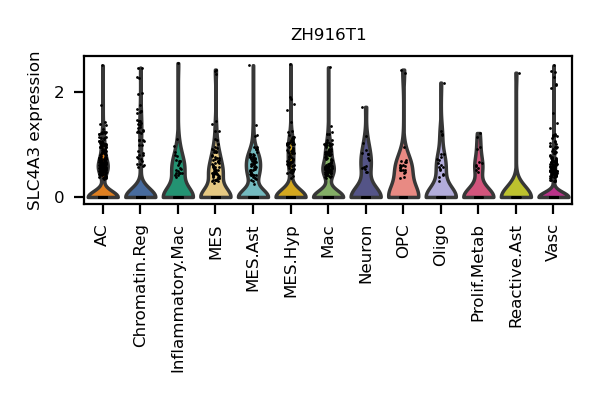 ZH916T1
SLC4A3 expression
2
0
AC
Chromatin.Reg
Inflammatory.Mac
MES
MES.Ast
MES.Hyp
Mac
Neuron
OPC
Oligo
Prolif.Metab
Reactive.Ast
Vasc